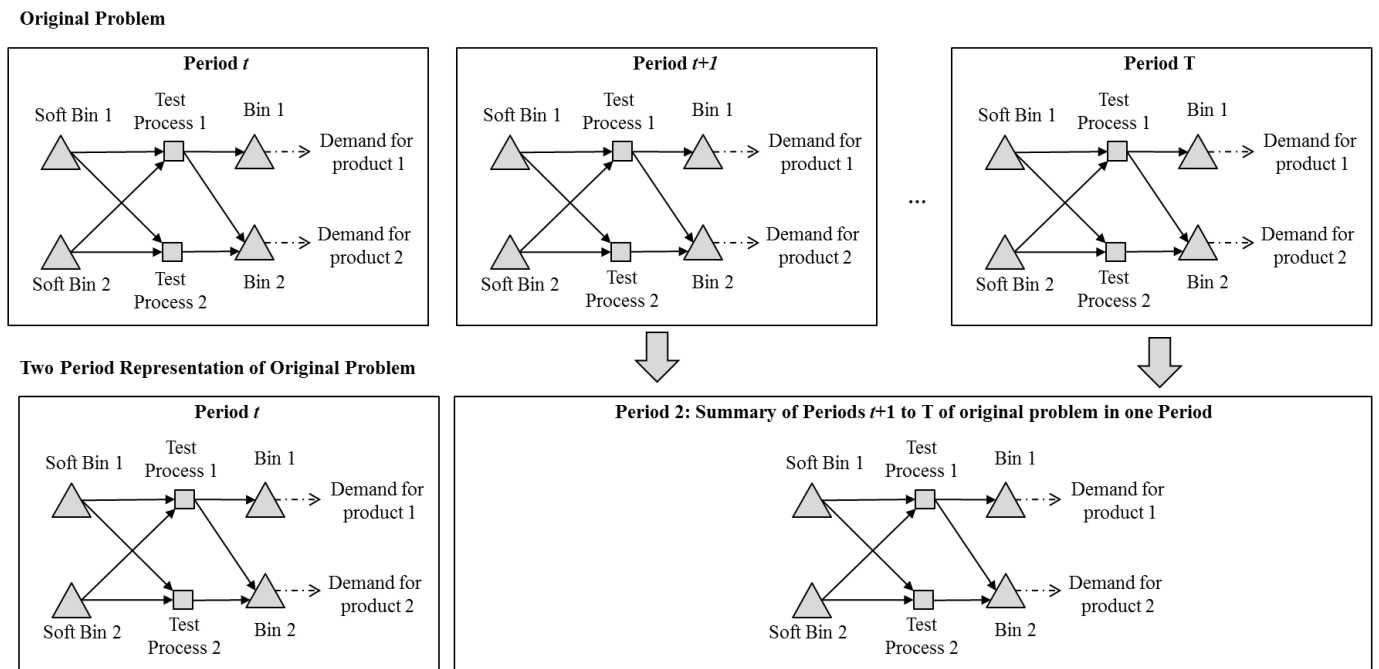 Original Problem
Period t
Soft Bin 1
Test
Process 1
Bin 1
Demand for
product 1
Demand for
product 2
Soft Bin 2
Test
Process 2
Bin 2
Period t+1
Soft Bin 1
Test
Process 1
Bin 1
Demand for
product 1
Demand for
product 2
Soft Bin 2
Test
Process 2
Bin 2
...
Period T
Soft Bin 1
Test
Process 1
Bin 1
Demand for
product 1
Demand for
product 2
Soft Bin 2
Test
Process 2
Bin 2
Two Period Representation of Original Problem
Period t
Soft Bin 1
Test
Process 1
Bin 1
Demand for
product 1
Demand for
product 2
Soft Bin 2
Test
Process 2
Bin 2
Period 2: Summary of Periods t+1 to T of original problem in one Period
Soft Bin 1
Test
Process 1
Bin 1
Demand for
product 1
Demand for
product 2
Soft Bin 2
Test
Process 2
Bin 2